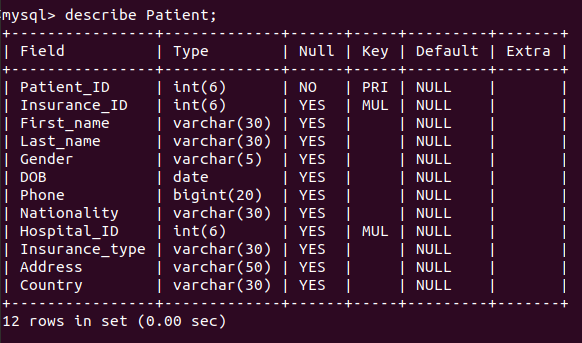 mysql> describe Patient;
+----------------+-------------+------+-----+---------+-------+
| Field          | Type        | Null | Key | Default | Extra |
+----------------+-------------+------+-----+---------+-------+
| Patient_ID     | int(6)      | NO   | PRI | NULL    |       |
| Insurance_ID   | int(6)      | YES  | MUL | NULL    |       |
| First_name     | varchar(30) | YES  |     | NULL    |       |
| Last_name      | varchar(30) | YES  |     | NULL    |       |
| Gender         | varchar(5)  | YES  |     | NULL    |       |
| DOB            | date        | YES  |     | NULL    |       |
| Phone          | bigint(20)  | YES  |     | NULL    |       |
| Nationality    | varchar(30) | YES  |     | NULL    |       |
| Hospital_ID    | int(6)      | YES  | MUL | NULL    |       |
| Insurance_type | varchar(30) | YES  |     | NULL    |       |
| Address        | varchar(50) | YES  |     | NULL    |       |
| Country        | varchar(30) | YES  |     | NULL    |       |
+----------------+-------------+------+-----+---------+-------+
12 rows in set (0.00 sec)